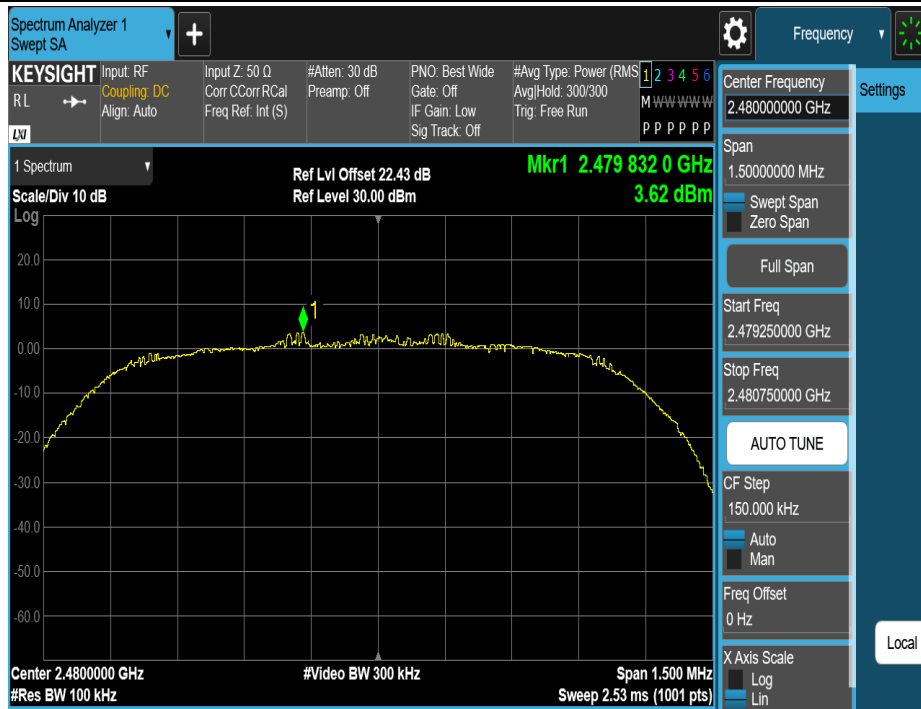 Spectrum Analyzer 1
Swept SA
+
Frequency
KEYSIGHT
RL
LXI
Input: RF
Coupling: DC
Align: Auto
Input Z: 50 Ω
Corr CCorr RCal
Freq Ref: Int (S)
#Atten: 30 dB
Preamp: Off
PNO: Best Wide
Gate: Off
IF Gain: Low
Sig Track: Off
#Avg Type: Power (RMS
Avg|Hold: 300/300
Trig: Free Run
1 2 3 4 5 6
M W W W W W
P P P P P P
1 Spectrum
Scale/Div 10 dB
Log
Ref Lvl Offset 22.43 dB
Ref Level 30.00 dBm
Mkr1 2.479 832 0 GHz
3.62 dBm
20.0
10.0
0.00
-10.0
-20.0
-30.0
-40.0
-50.0
-60.0
1
Center 2.4800000 GHz
#Res BW 100 kHz
#Video BW 300 kHz
Span 1.500 MHz
Sweep 2.53 ms (1001 pts)
Center Frequency
2.480000000 GHz
Settings
Span
1.50000000 MHz
Swept Span
Zero Span
Full Span
Start Freq
2.479250000 GHz
Stop Freq
2.480750000 GHz
AUTO TUNE
CF Step
150.000 kHz
Auto
Man
Freq Offset
0 Hz
Local
X Axis Scale
Log
Lin